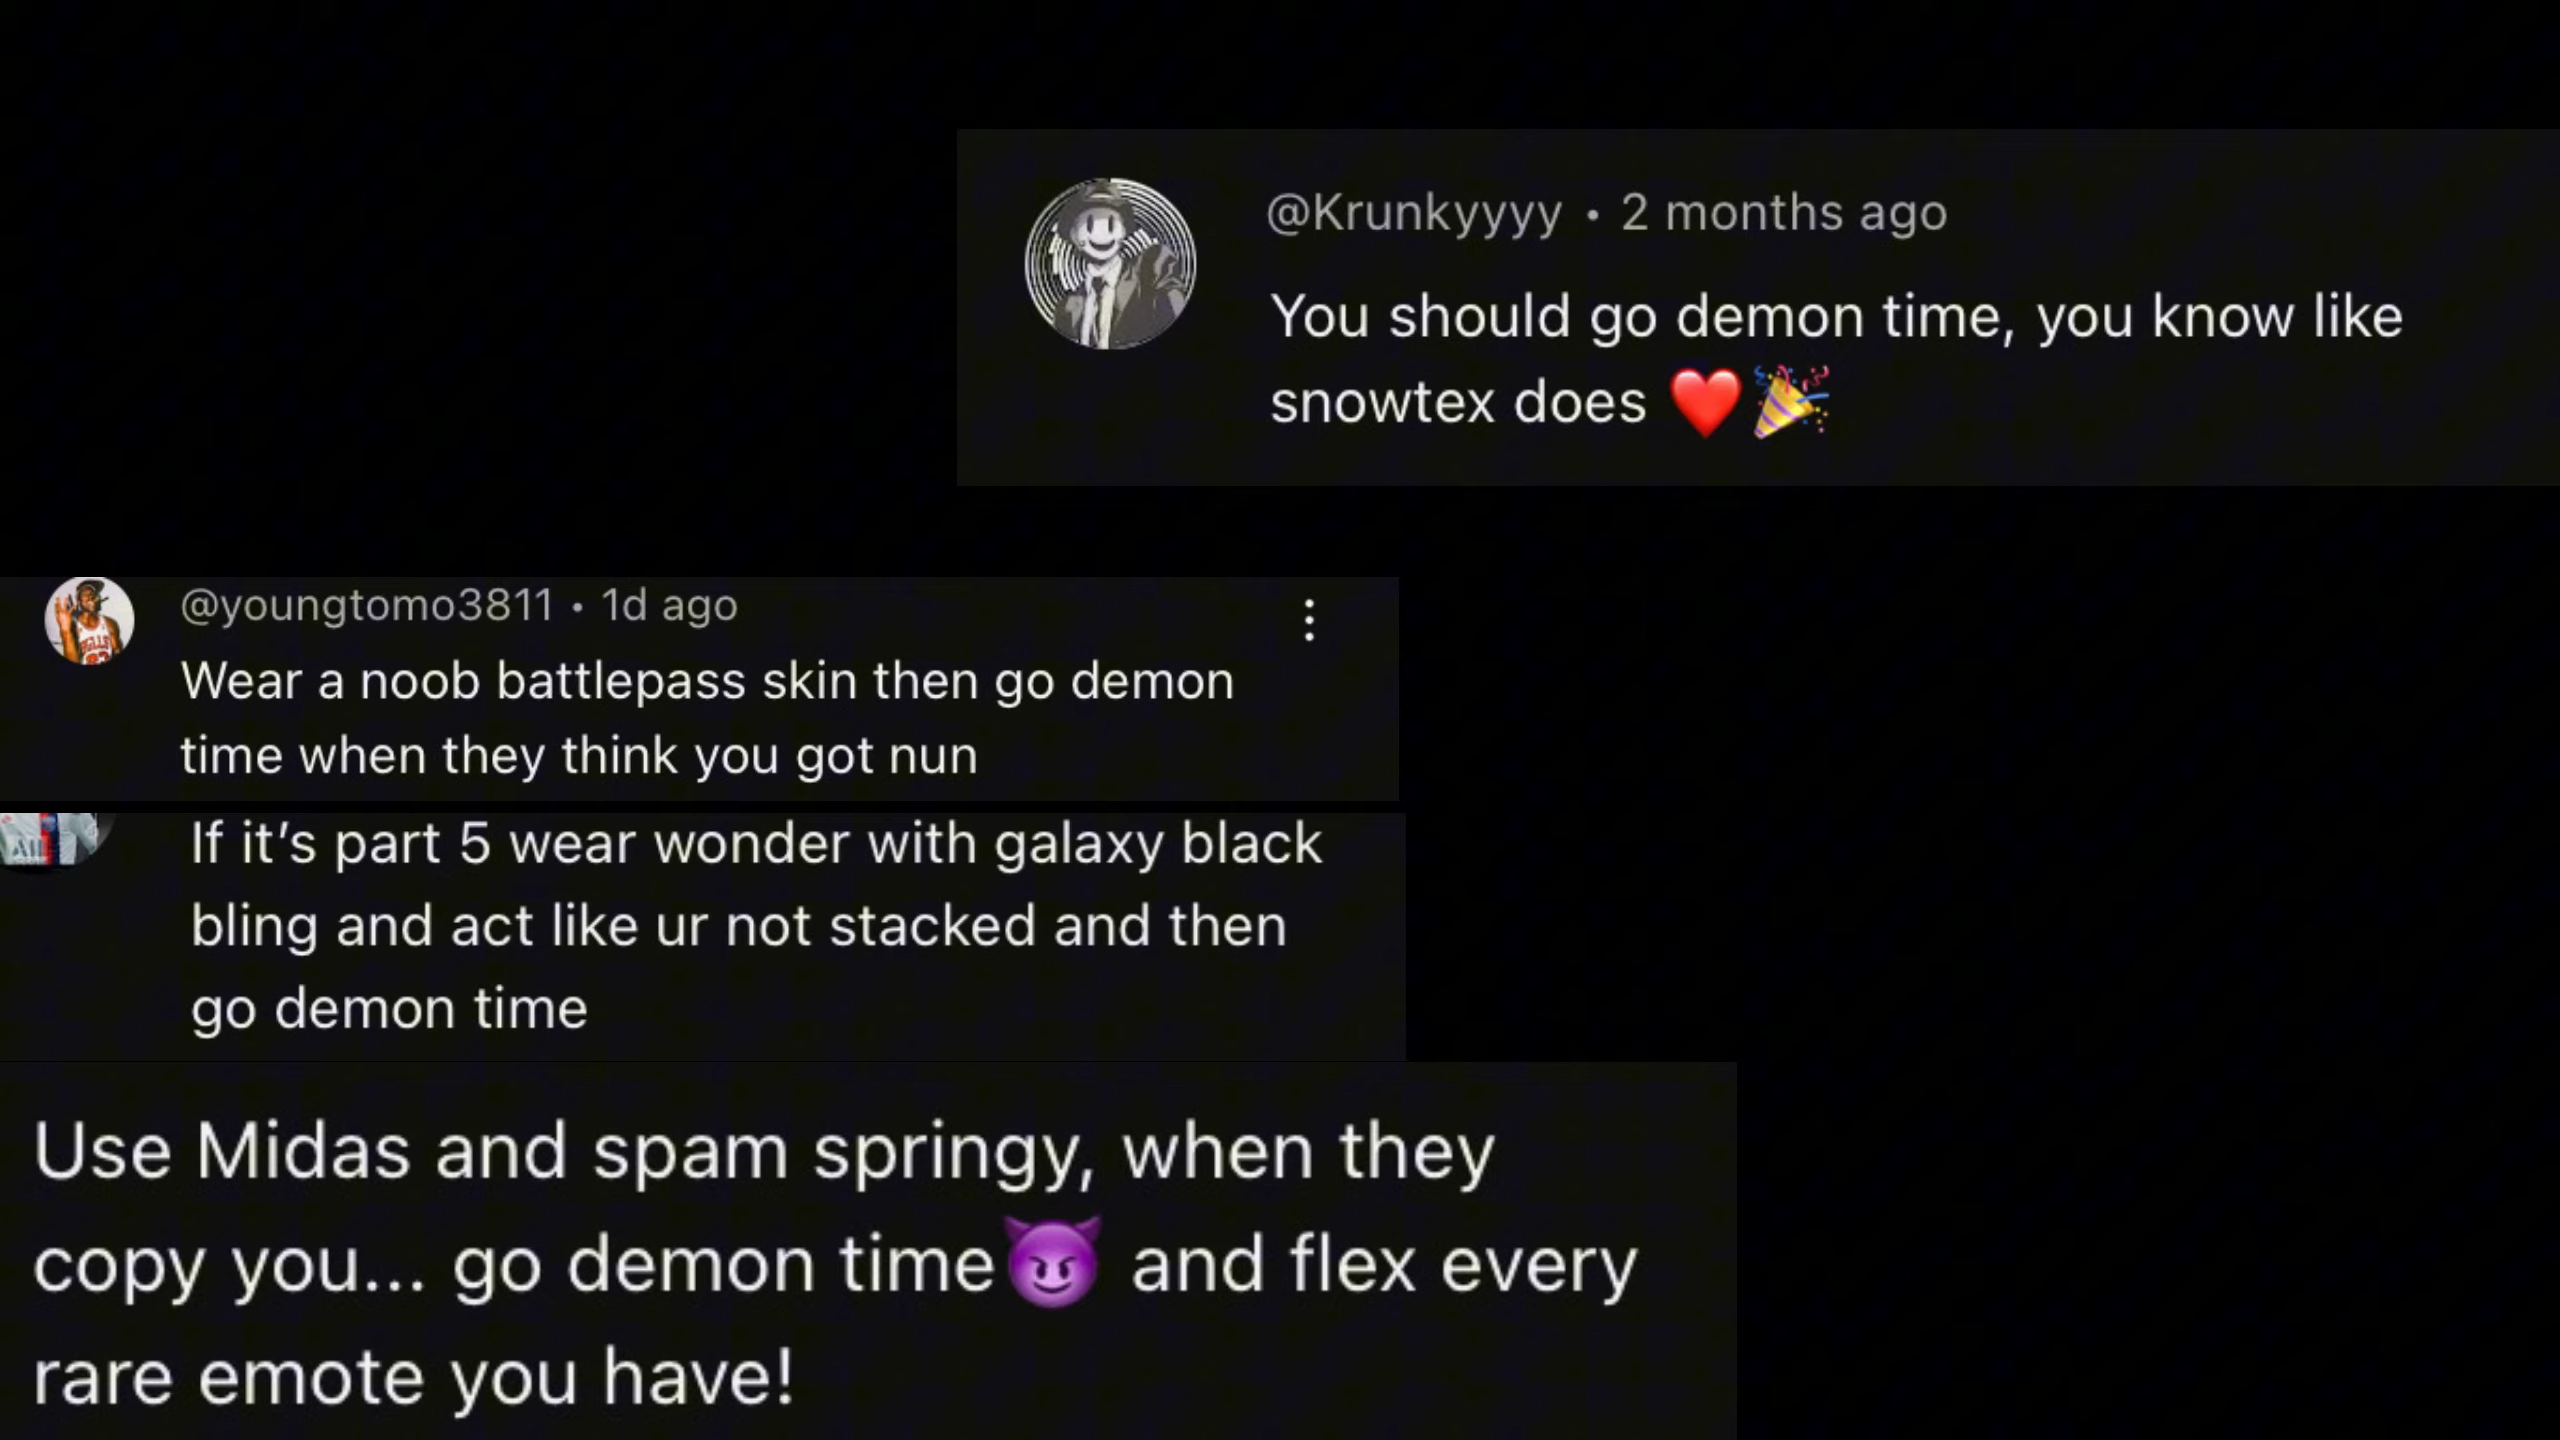 @Krunkyyyy • 2 months ago
You should go demon time, you know like
snowtex does ❤️🎉
@youngtomo3811 • 1d ago
Wear a noob battlepass skin then go demon
time when they think you got nun
If it's part 5 wear wonder with galaxy black
bling and act like ur not stacked and then
go demon time
Use Midas and spam springy, when they
copy you... go demon time😈 and flex every
rare emote you have!